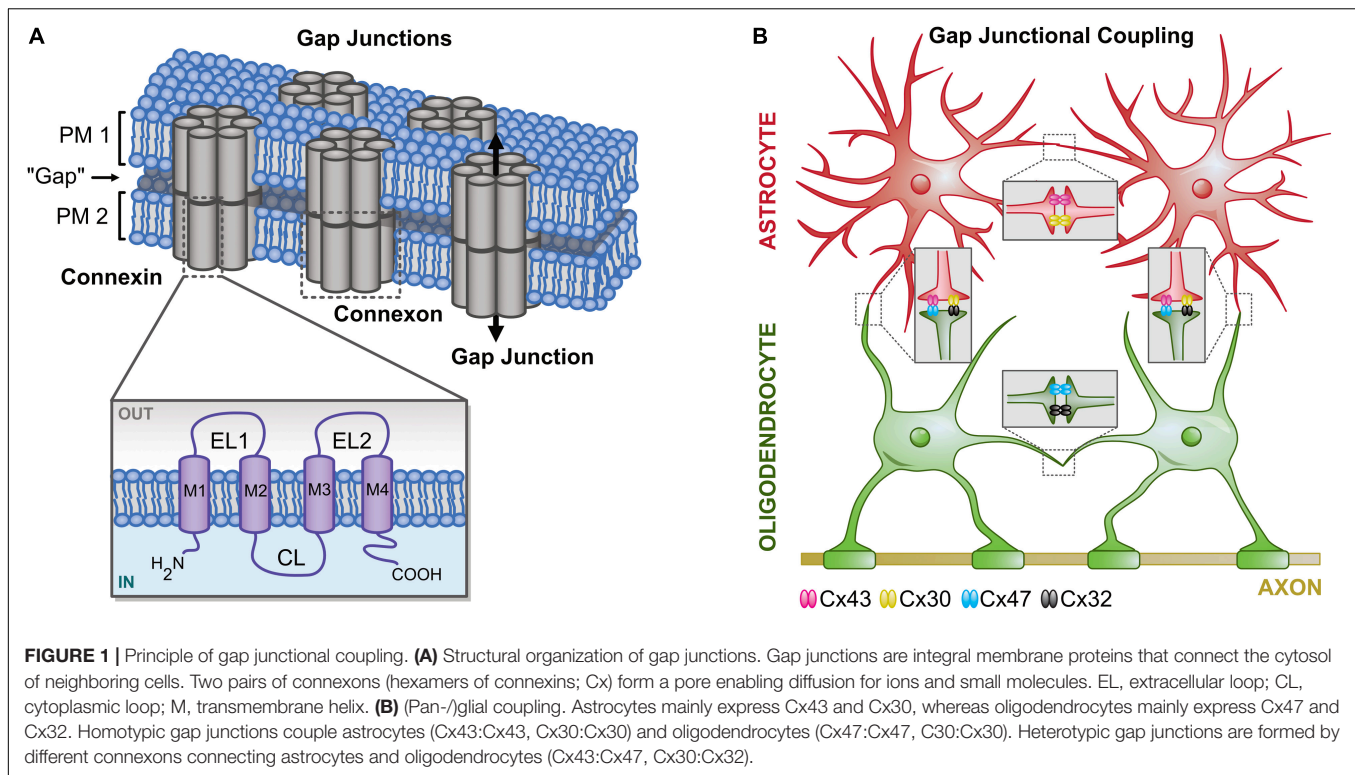 A
Gap Junctions
PM 1
"Gap"
PM 2
Connexin
Connexon
Gap Junction
OUT
EL1
EL2
M1
M2
M3
M4
H2N
CL
COOH
IN
B
Gap Junctional Coupling
ASTROCYTE
OLIGODENDROCYTE
AXON
Cx43 Cx30 Cx47 Cx32
FIGURE 1 | Principle of gap junctional coupling. (A) Structural organization of gap junctions. Gap junctions are integral membrane proteins that connect the cytosol
of neighboring cells. Two pairs of connexons (hexamers of connexins; Cx) form a pore enabling diffusion for ions and small molecules. EL, extracellular loop; CL,
cytoplasmic loop; M, transmembrane helix. (B) (Pan-/)glial coupling. Astrocytes mainly express Cx43 and Cx30, whereas oligodendrocytes mainly express Cx47 and
Cx32. Homotypic gap junctions couple astrocytes (Cx43:Cx43, Cx30:Cx30) and oligodendrocytes (Cx47:Cx47, C30:Cx30). Heterotypic gap junctions are formed by
different connexons connecting astrocytes and oligodendrocytes (Cx43:Cx47, Cx30:Cx32).